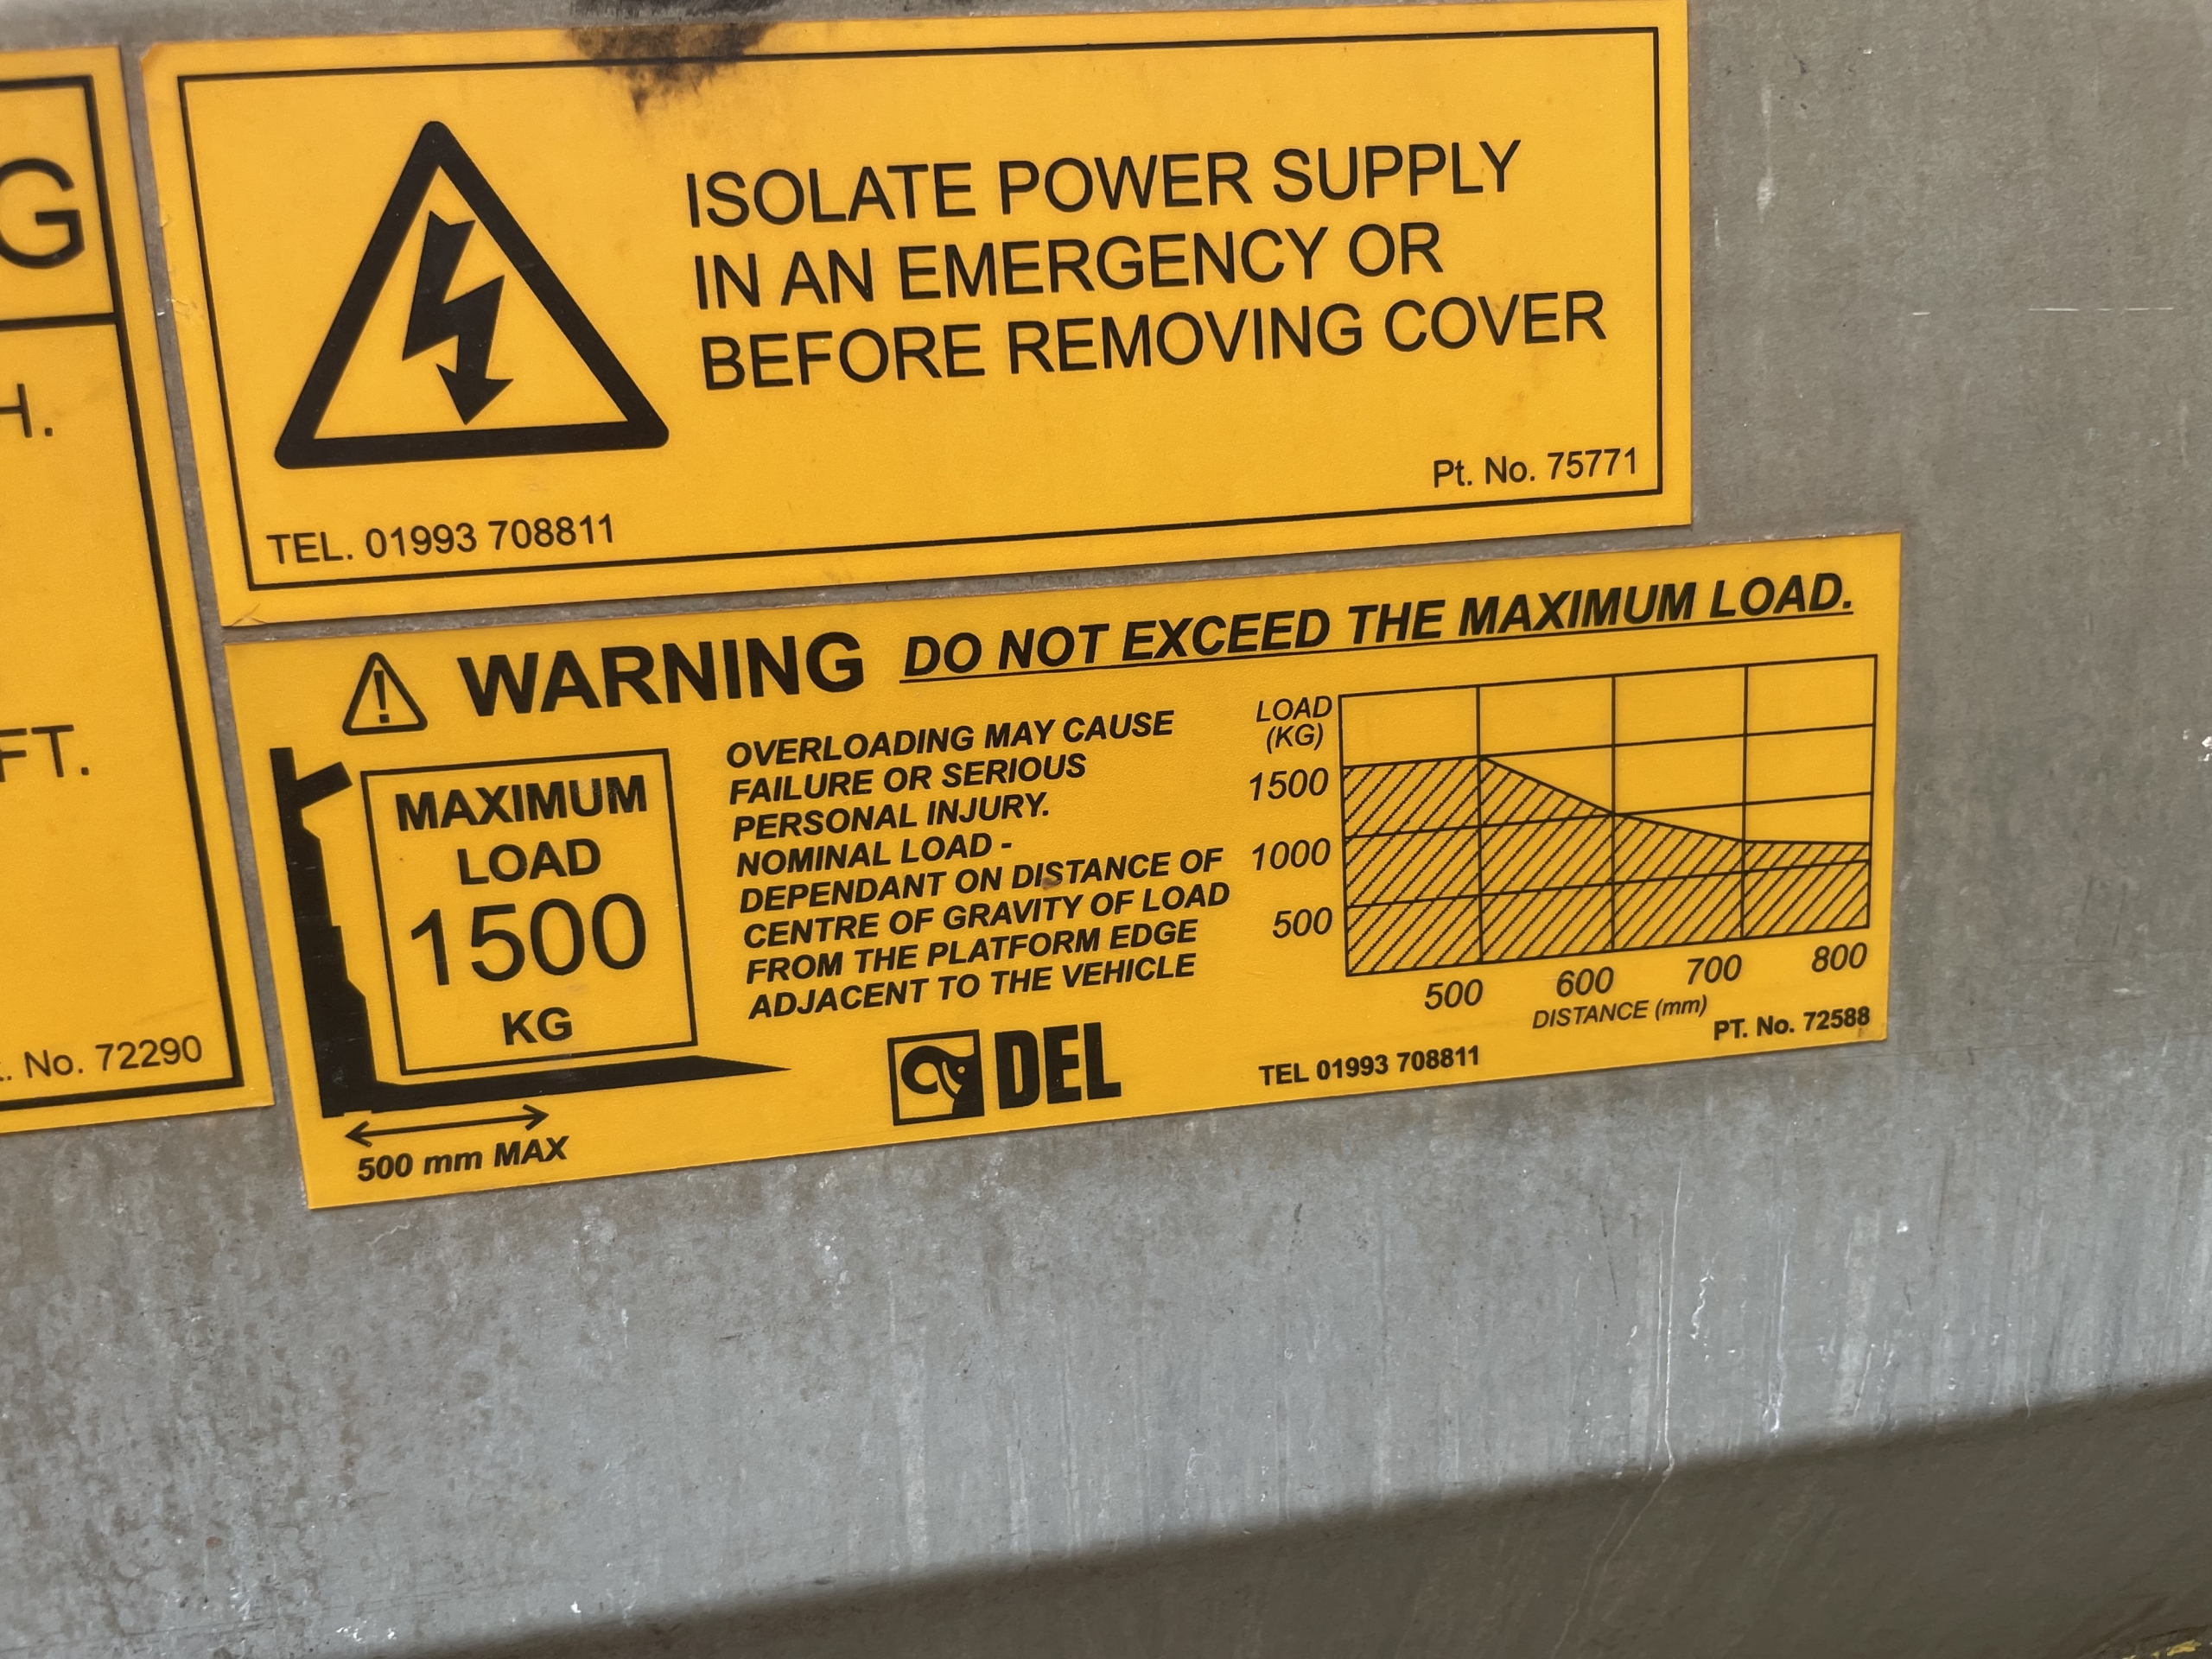 G
H.
FT.
. No. 72290
ISOLATE POWER SUPPLY
IN AN EMERGENCY OR
BEFORE REMOVING COVER
Pt. No. 75771
TEL. 01993 708811
WARNING DO NOT EXCEED THE MAXIMUM LOAD.
MAXIMUM
LOAD
1500
KG
500 mm MAX
OVERLOADING MAY CAUSE
FAILURE OR SERIOUS
PERSONAL INJURY.
NOMINAL LOAD -
DEPENDANT ON DISTANCE OF
CENTRE OF GRAVITY OF LOAD
FROM THE PLATFORM EDGE
ADJACENT TO THE VEHICLE
DEL
LOAD
(KG)
1500
1000
500
500 600 700 800
DISTANCE (mm)
PT. No. 72588
TEL 01993 708811